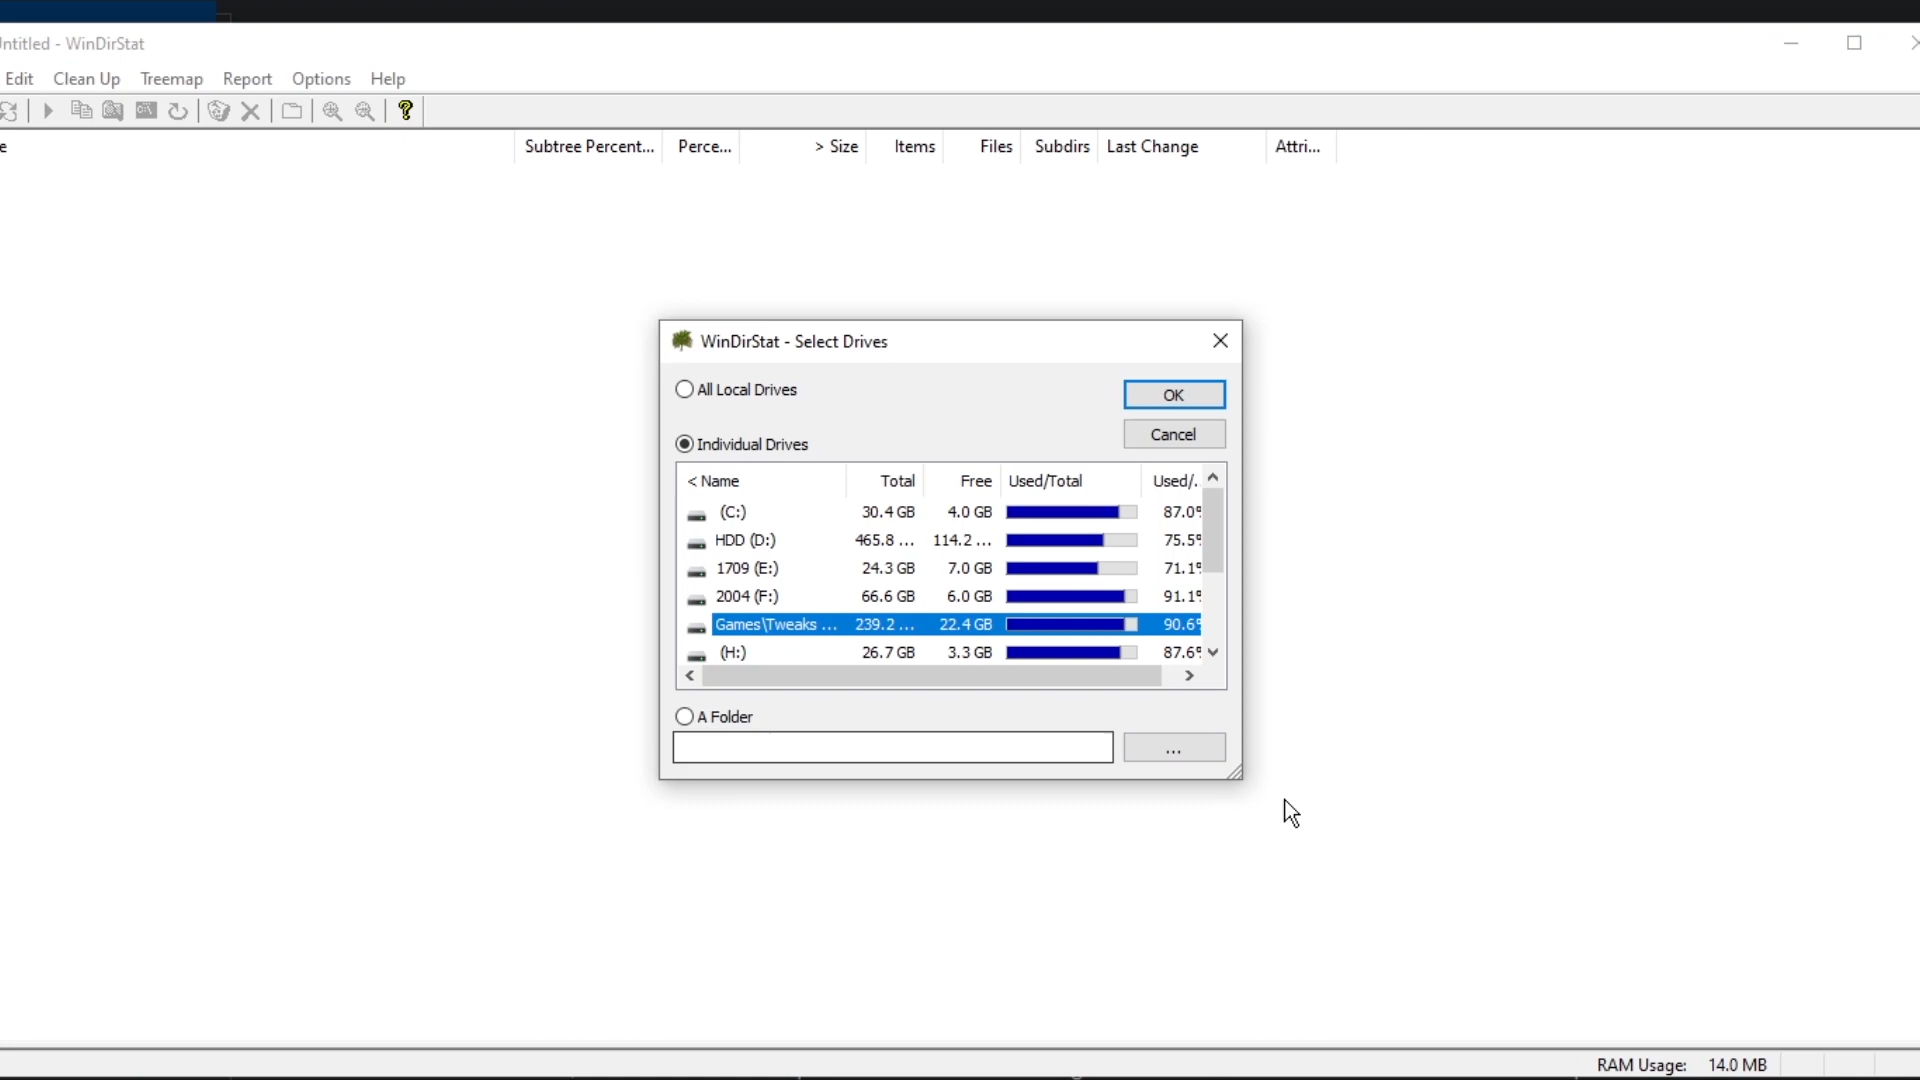 Untitled - WinDirStat
Edit Clean Up Treemap Report Options Help
e Subtree Percent... Perce... > Size Items Files Subdirs Last Change Attri...
WinDirStat - Select Drives
All Local Drives
OK
Cancel
Individual Drives
< Name Total Free Used/Total Used/.
(C:) 30.4 GB 4.0 GB 87.0%
HDD (D:) 465.8 ... 114.2 ... 75.5%
1709 (E:) 24.3 GB 7.0 GB 71.1%
2004 (F:) 66.6 GB 6.0 GB 91.1%
Games\Tweaks ... 239.2 ... 22.4 GB 90.6%
(H:) 26.7 GB 3.3 GB 87.6%
A Folder
...
RAM Usage: 14.0 MB